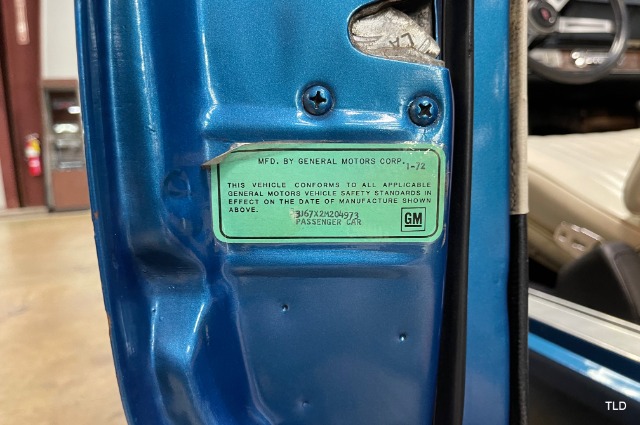 MFD. BY GENERAL MOTORS CORP. 1-72
THIS VEHICLE CONFORMS TO ALL APPLICABLE
GENERAL MOTORS VEHICLE SAFETY STANDARDS IN
EFFECT ON THE DATE OF MANUFACTURE SHOWN
ABOVE.
3J67X2M204973
PASSENGER CAR
GM
TLD